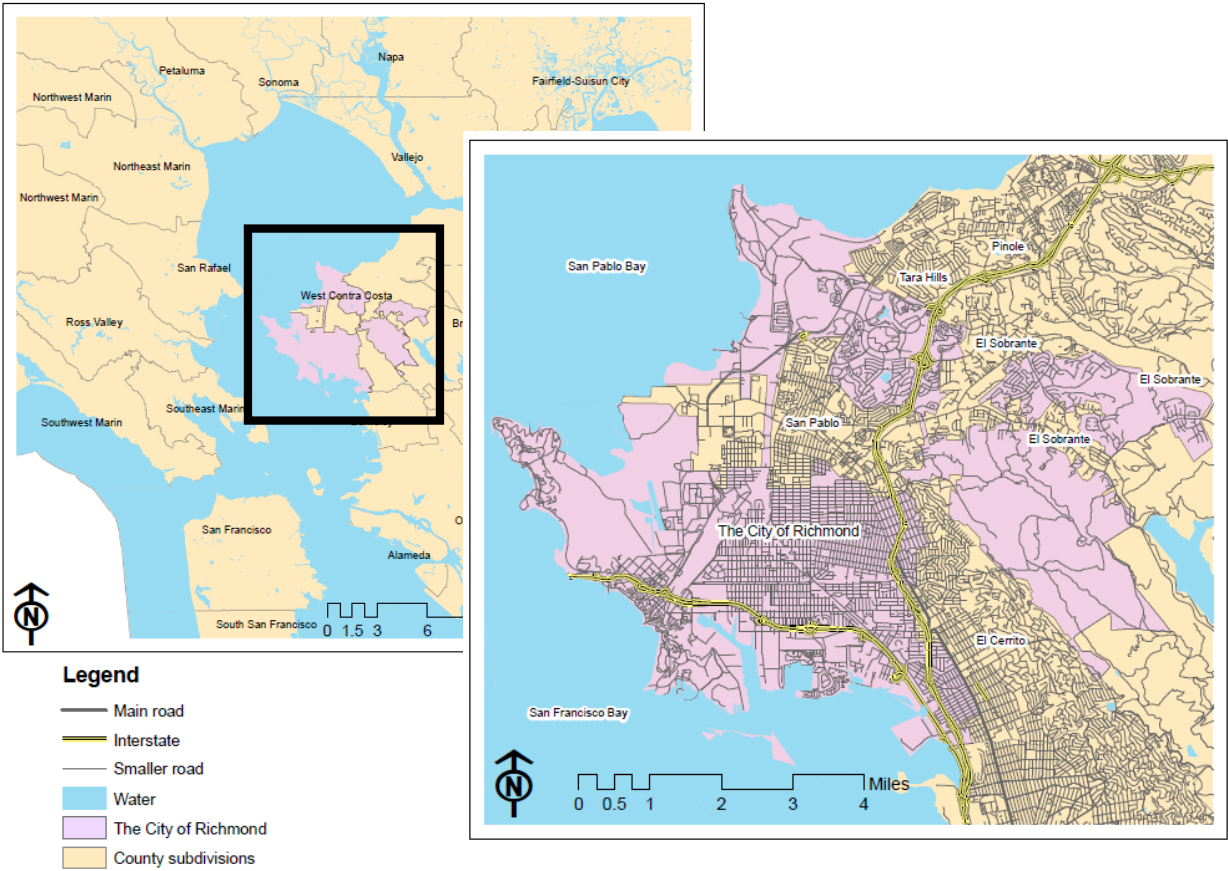 Napa
Petaluma
Sonoma
Fairfield-Suisun City
Northwest Marin
Vallejo
Northeast Marin
Northwest Marin
San Rafael
West Contra Costa
Ross Valley
Br
Southeast Marin
Southwest Marin
San Francisco
O
Alameda
South San Francisco
0 1.5 3 6
N
San Pablo Bay
Pinole
Tara Hills
El Sobrante
El Sobrante
San Pablo
El Sobrante
The City of Richmond
El Cerrito
San Francisco Bay
N
Miles
0 0.5 1 2 3 4
Legend
Main road
Interstate
Smaller road
Water
The City of Richmond
County subdivisions